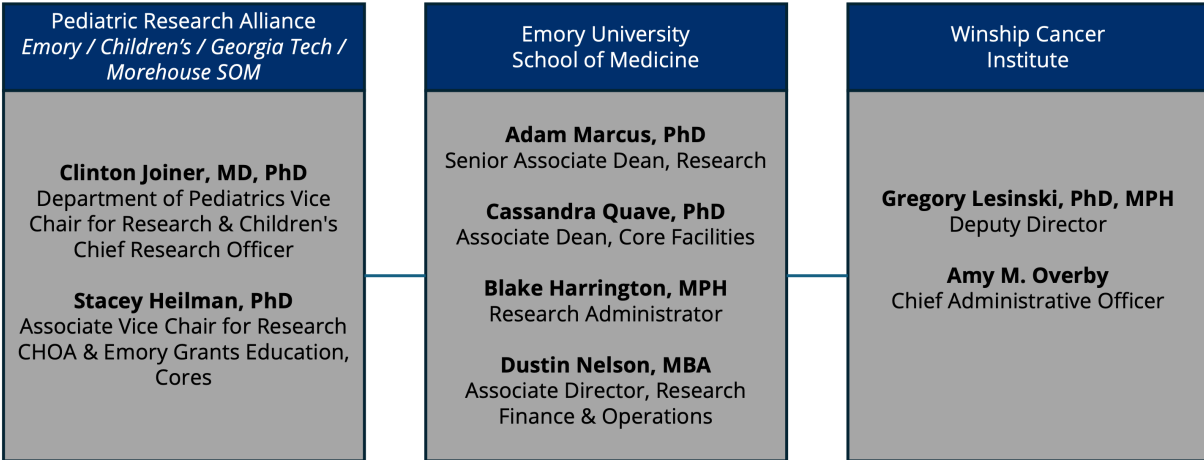 Pediatric Research Alliance
Emory / Children’s / Georgia Tech /
Morehouse SOM
Clinton Joiner, MD, PhD
Department of Pediatrics Vice
Chair for Research & Children's
Chief Research Officer
Stacey Heilman, PhD
Associate Vice Chair for Research
CHOA & Emory Grants Education,
Cores
Emory University
School of Medicine
Adam Marcus, PhD
Senior Associate Dean, Research
Cassandra Quave, PhD
Associate Dean, Core Facilities
Blake Harrington, MPH
Research Administrator
Dustin Nelson, MBA
Associate Director, Research
Finance & Operations
Winship Cancer
Institute
Gregory Lesinski, PhD, MPH
Deputy Director
Amy M. Overby
Chief Administrative Officer